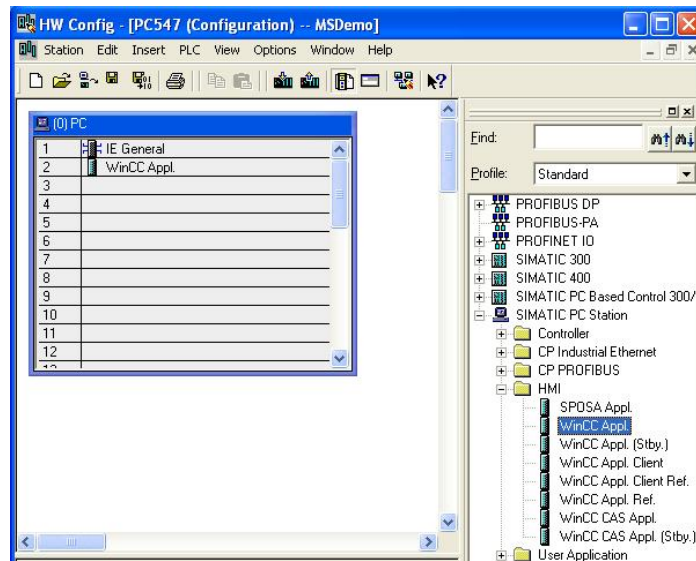 HW Config - [PC547 (Configuration) -- MSDemo]
Station Edit Insert PLC View Options Window Help
(0) PC
1 IE General
2 WinCC Appl.
3
4
5
6
7
8
9
10
11
12
Find:
Profile: Standard
PROFIBUS DP
PROFIBUS-PA
PROFINET IO
SIMATIC 300
SIMATIC 400
SIMATIC PC Based Control 300/
SIMATIC PC Station
Controller
CP Industrial Ethernet
CP PROFIBUS
HMI
SPOSA Appl.
WinCC Appl.
WinCC Appl. (Stby.)
WinCC Appl. Client
WinCC Appl. Client Ref.
WinCC Appl. Ref.
WinCC CAS Appl.
WinCC CAS Appl. (Stby.)
User Application